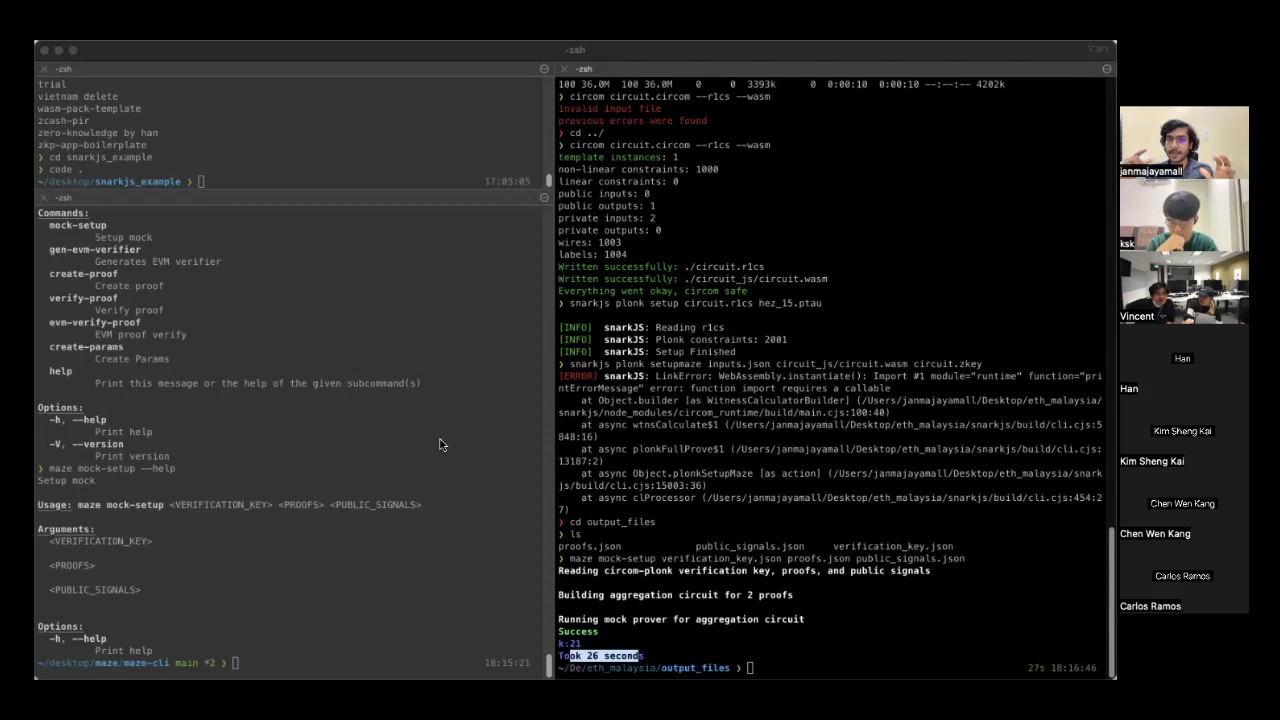 -zsh
⌥⌘1
-zsh
trial
vietnam delete
wasm-pack-template
zcash-pir
zero-knowledge by han
zkp-app-boilerplate
❯ cd snarkjs_example
❯ code .
~/desktop/snarkjs_example ❯ 17:05:05
-zsh
Commands:
mock-setup
Setup mock
gen-evm-verifier
Generates EVM verifier
create-proof
Create proof
verify-proof
Verify proof
evm-verify-proof
EVM proof verify
create-params
Create Params
help
Print this message or the help of the given subcommand(s)
Options:
-h, --help
Print help
-V, --version
Print version
❯ maze mock-setup --help
Setup mock
Usage: maze mock-setup <VERIFICATION_KEY> <PROOFS> <PUBLIC_SIGNALS>
Arguments:
<VERIFICATION_KEY>
<PROOFS>
<PUBLIC_SIGNALS>
Options:
-h, --help
Print help
~/desktop/maze/maze-cli main *2 ❯ 18:15:21
-zsh
100 36.0M 100 36.0M 0 0 3393k 0 0:00:10 0:00:10 --:--:-- 4202k
❯ circom circuit.circom --r1cs --wasm
invalid input file
previous errors were found
❯ cd ../
❯ circom circuit.circom --r1cs --wasm
template instances: 1
non-linear constraints: 1000
linear constraints: 0
public inputs: 0
public outputs: 1
private inputs: 2
private outputs: 0
wires: 1003
labels: 1004
Written successfully: ./circuit.r1cs
Written successfully: ./circuit_js/circuit.wasm
Everything went okay, circom safe
❯ snarkjs plonk setup circuit.r1cs hez_15.ptau
[INFO] snarkJS: Reading r1cs
[INFO] snarkJS: Plonk constraints: 2001
[INFO] snarkJS: Setup Finished
❯ snarkjs plonk setupmaze inputs.json circuit_js/circuit.wasm circuit.zkey
[ERROR] snarkJS: LinkError: WebAssembly.instantiate(): Import #1 module="runtime" function="pri
ntErrorMessage" error: function import requires a callable
at Object.builder [as WitnessCalculatorBuilder] (/Users/janmajayamall/Desktop/eth_malaysia/
snarkjs/node_modules/circom_runtime/build/main.cjs:100:40)
at async wtnsCalculate$1 (/Users/janmajayamall/Desktop/eth_malaysia/snarkjs/build/cli.cjs:5
848:16)
at async plonkFullProve$1 (/Users/janmajayamall/Desktop/eth_malaysia/snarkjs/build/cli.cjs:
13187:2)
at async Object.plonkSetupMaze [as action] (/Users/janmajayamall/Desktop/eth_malaysia/snark
js/build/cli.cjs:15003:36)
at async clProcessor (/Users/janmajayamall/Desktop/eth_malaysia/snarkjs/build/cli.cjs:454:2
7)
❯ cd output_files
❯ ls
proofs.json public_signals.json verification_key.json
❯ maze mock-setup verification_key.json proofs.json public_signals.json
Reading circom-plonk verification key, proofs, and public signals
Building aggregation circuit for 2 proofs
Running mock prover for aggregation circuit
Success
k:21
Took 26 seconds
~/De/eth_malaysia/output_files ❯ 27s 18:16:46
janmajayamall
ksk
Vincent
Han
Han
Kim Sheng Kai
Kim Sheng Kai
Chen Wen Kang
Chen Wen Kang
Carlos Ramos
Carlos Ramos